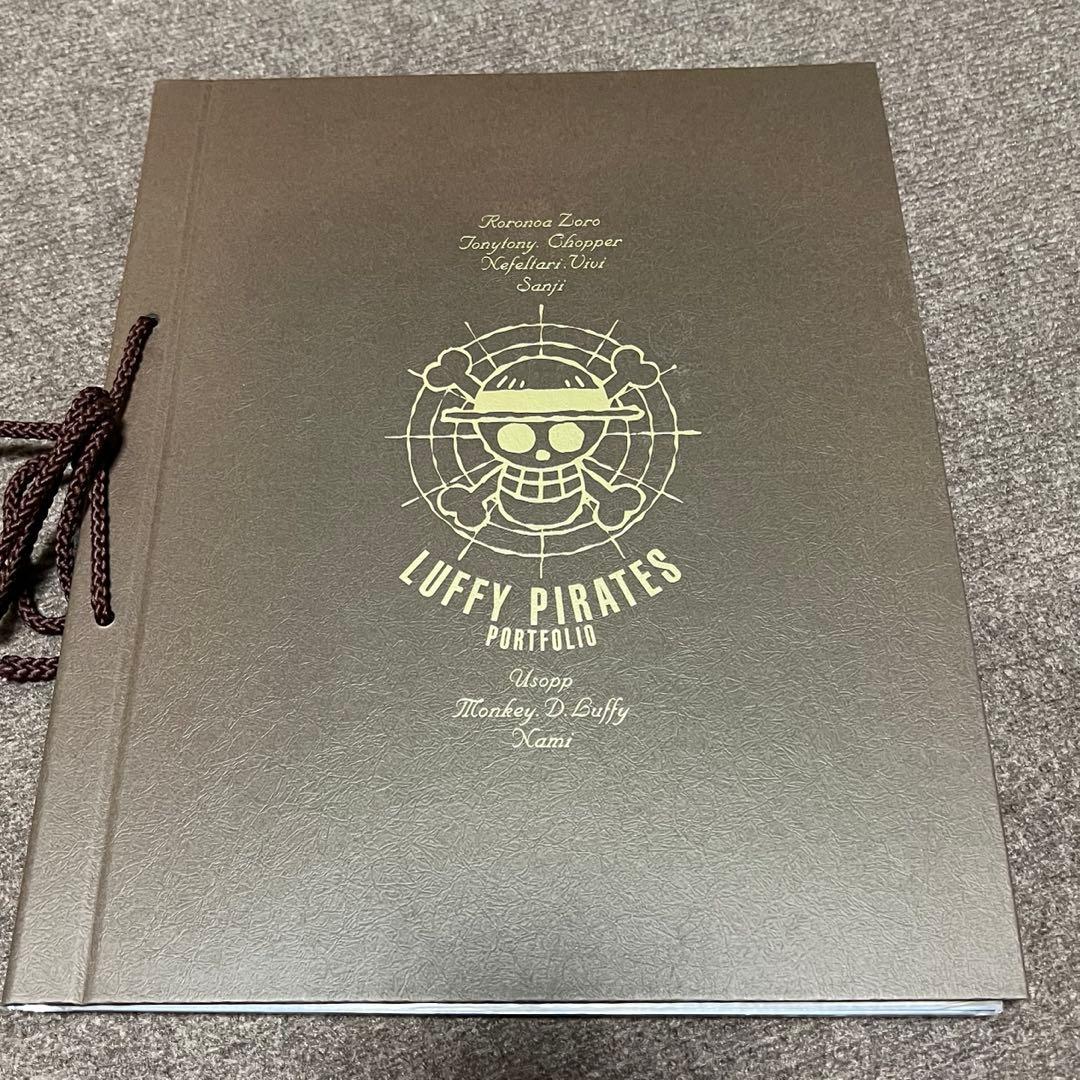 Roronoa Zoro
Tonytony. Chopper
Nefeltari. Vivi
Sanji
LUFFY PIRATES
PORTFOLIO
Usopp
Monkey. D. Luffy
Nami